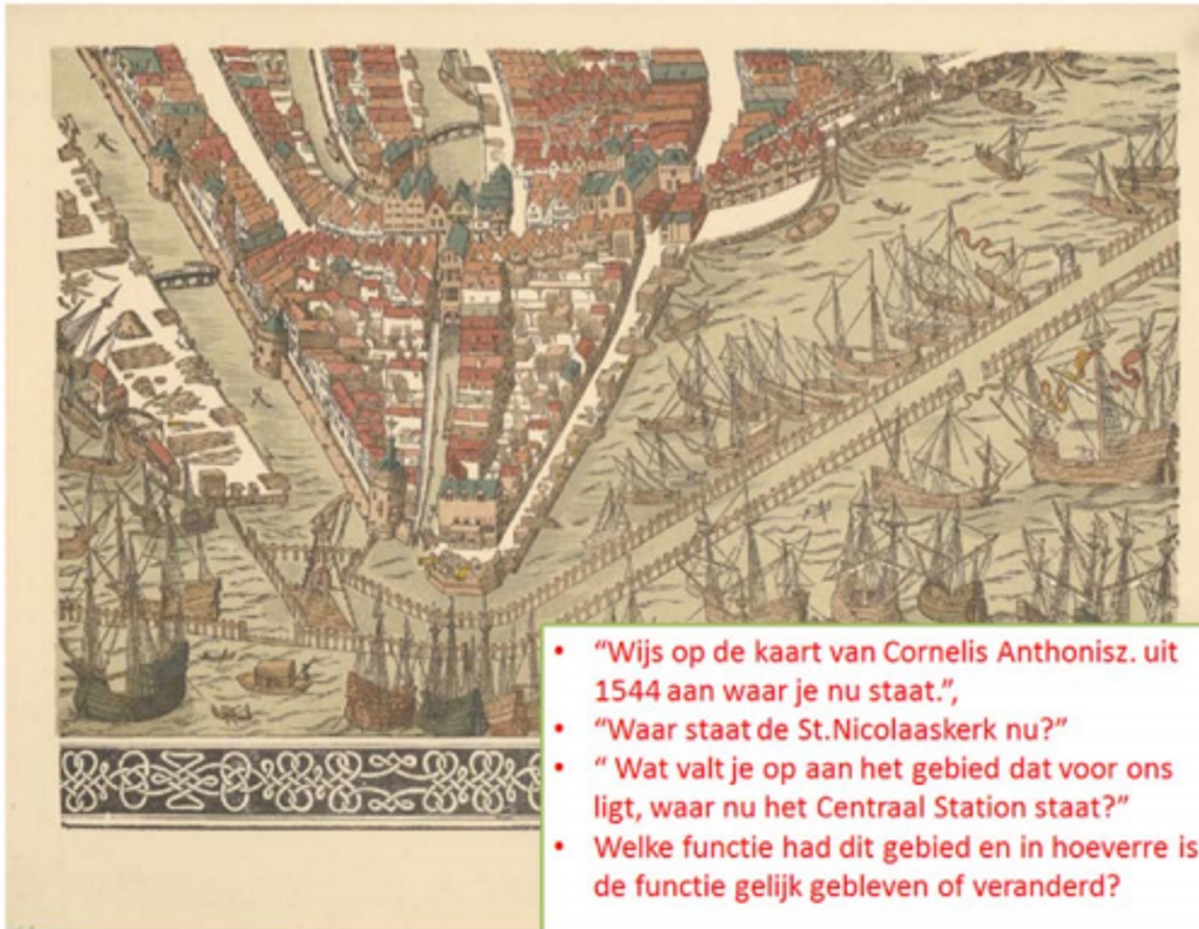 • “Wijs op de kaart van Cornelis Anthonisz. uit
1544 aan waar je nu staat.”,
• “Waar staat de St.Nicolaaskerk nu?”
• “ Wat valt je op aan het gebied dat voor ons
ligt, waar nu het Centraal Station staat?”
• Welke functie had dit gebied en in hoeverre is
de functie gelijk gebleven of veranderd?